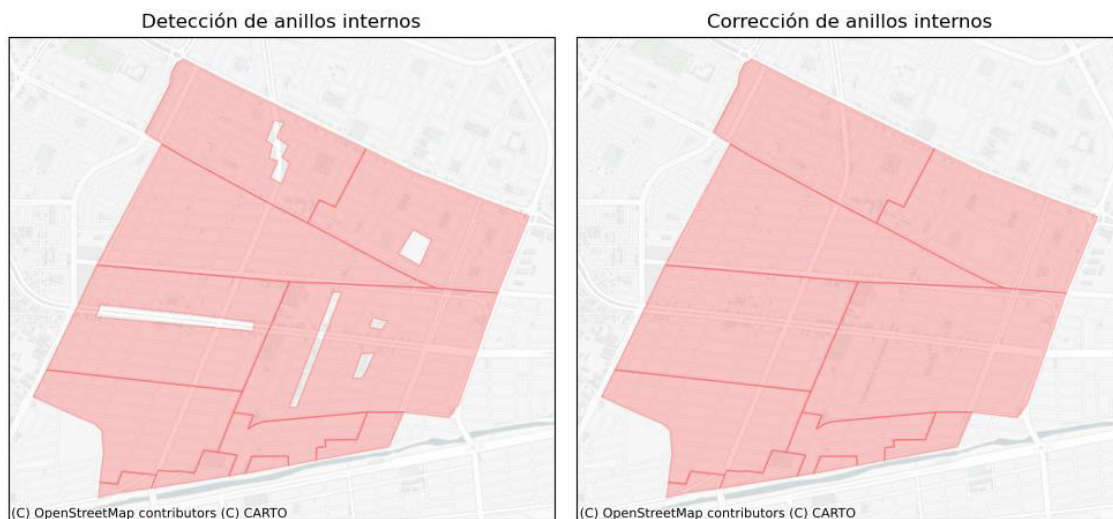 Detección de anillos internos
Corrección de anillos internos
(C) OpenStreetMap contributors (C) CARTO
(C) OpenStreetMap contributors (C) CARTO